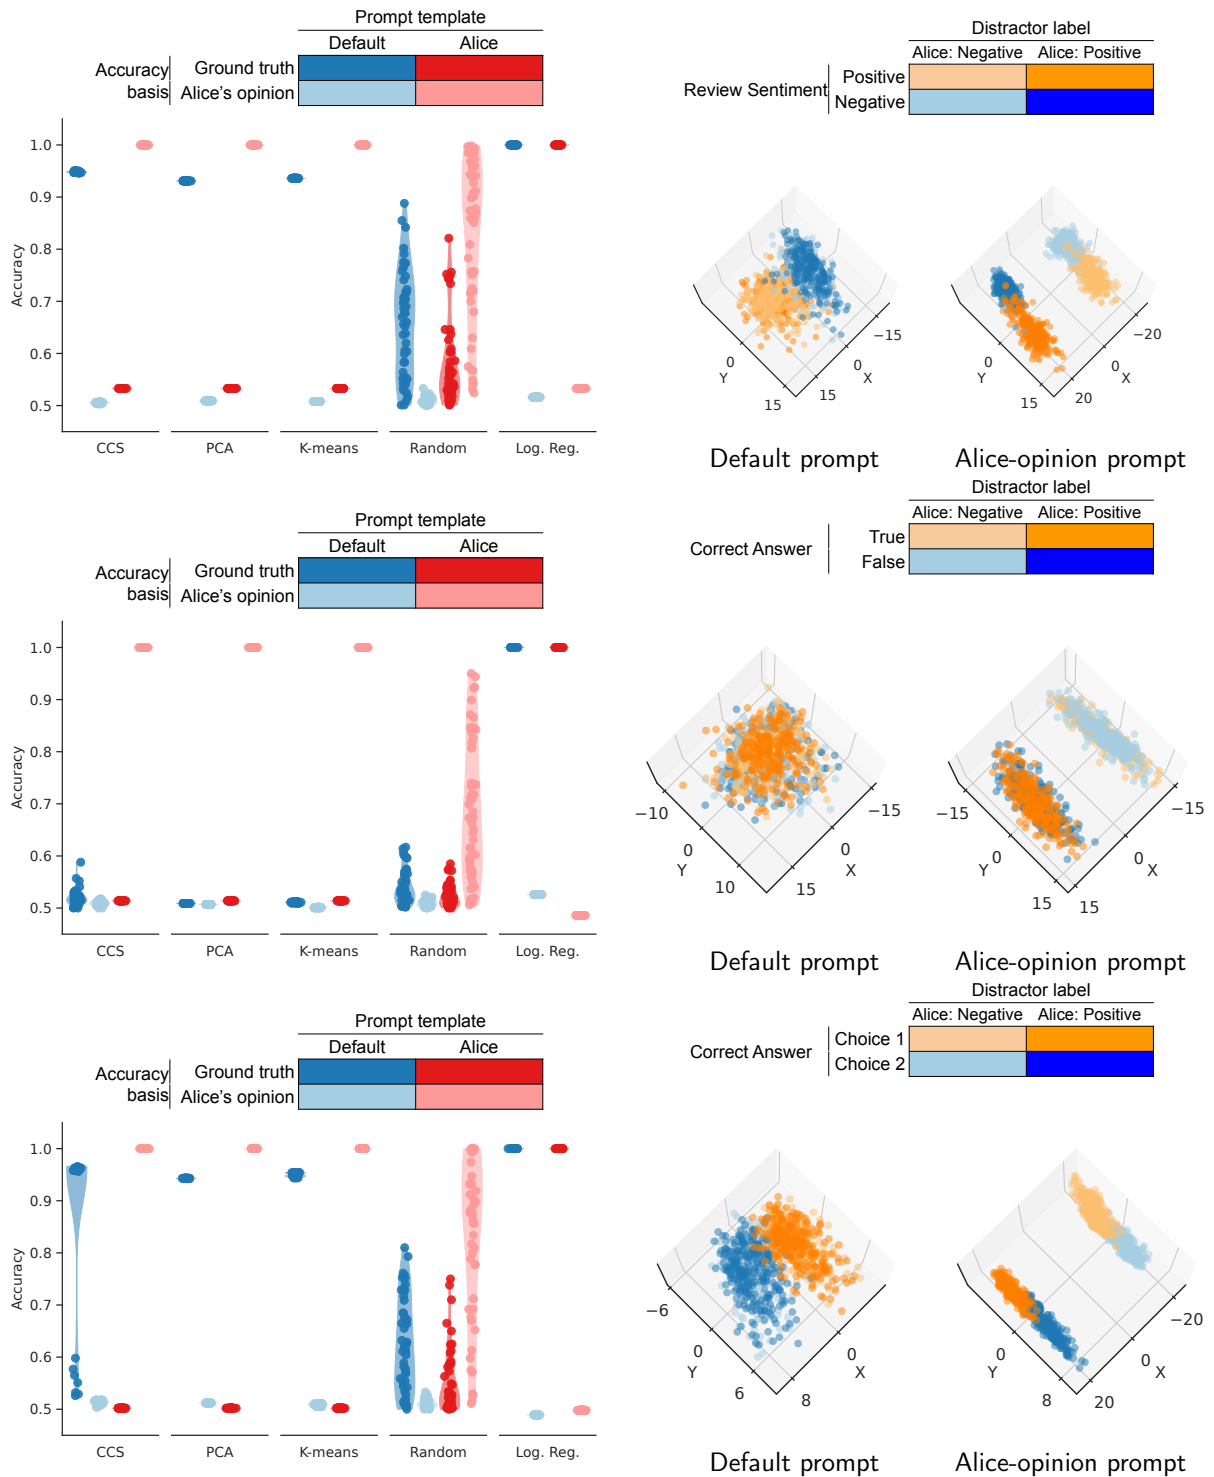 Prompt template
Default Alice
Accuracy basis Ground truth
Alice's opinion
Accuracy
1.0
0.9
0.8
0.7
0.6
0.5
CCS PCA K-means Random Log. Reg.
Distractor label
Alice: Negative Alice: Positive
Review Sentiment Positive
Negative
0 Y 15
15 0 X −15
Default prompt
0 Y 15
20 X −20
Alice-opinion prompt
Prompt template
Default Alice
Accuracy basis Ground truth
Alice's opinion
Accuracy
1.0
0.9
0.8
0.7
0.6
0.5
CCS PCA K-means Random Log. Reg.
Distractor label
Alice: Negative Alice: Positive
Correct Answer True
False
−10 0 Y 10
15 0 X −15
Default prompt
−15 Y 0 15
15 0 X −15
Alice-opinion prompt
Prompt template
Default Alice
Accuracy basis Ground truth
Alice's opinion
Accuracy
1.0
0.9
0.8
0.7
0.6
0.5
CCS PCA K-means Random Log. Reg.
Distractor label
Alice: Negative Alice: Positive
Correct Answer Choice 1
Choice 2
−6 0 Y 6
8 0 X
Default prompt
0 Y 8
20 0 X −20
Alice-opinion prompt